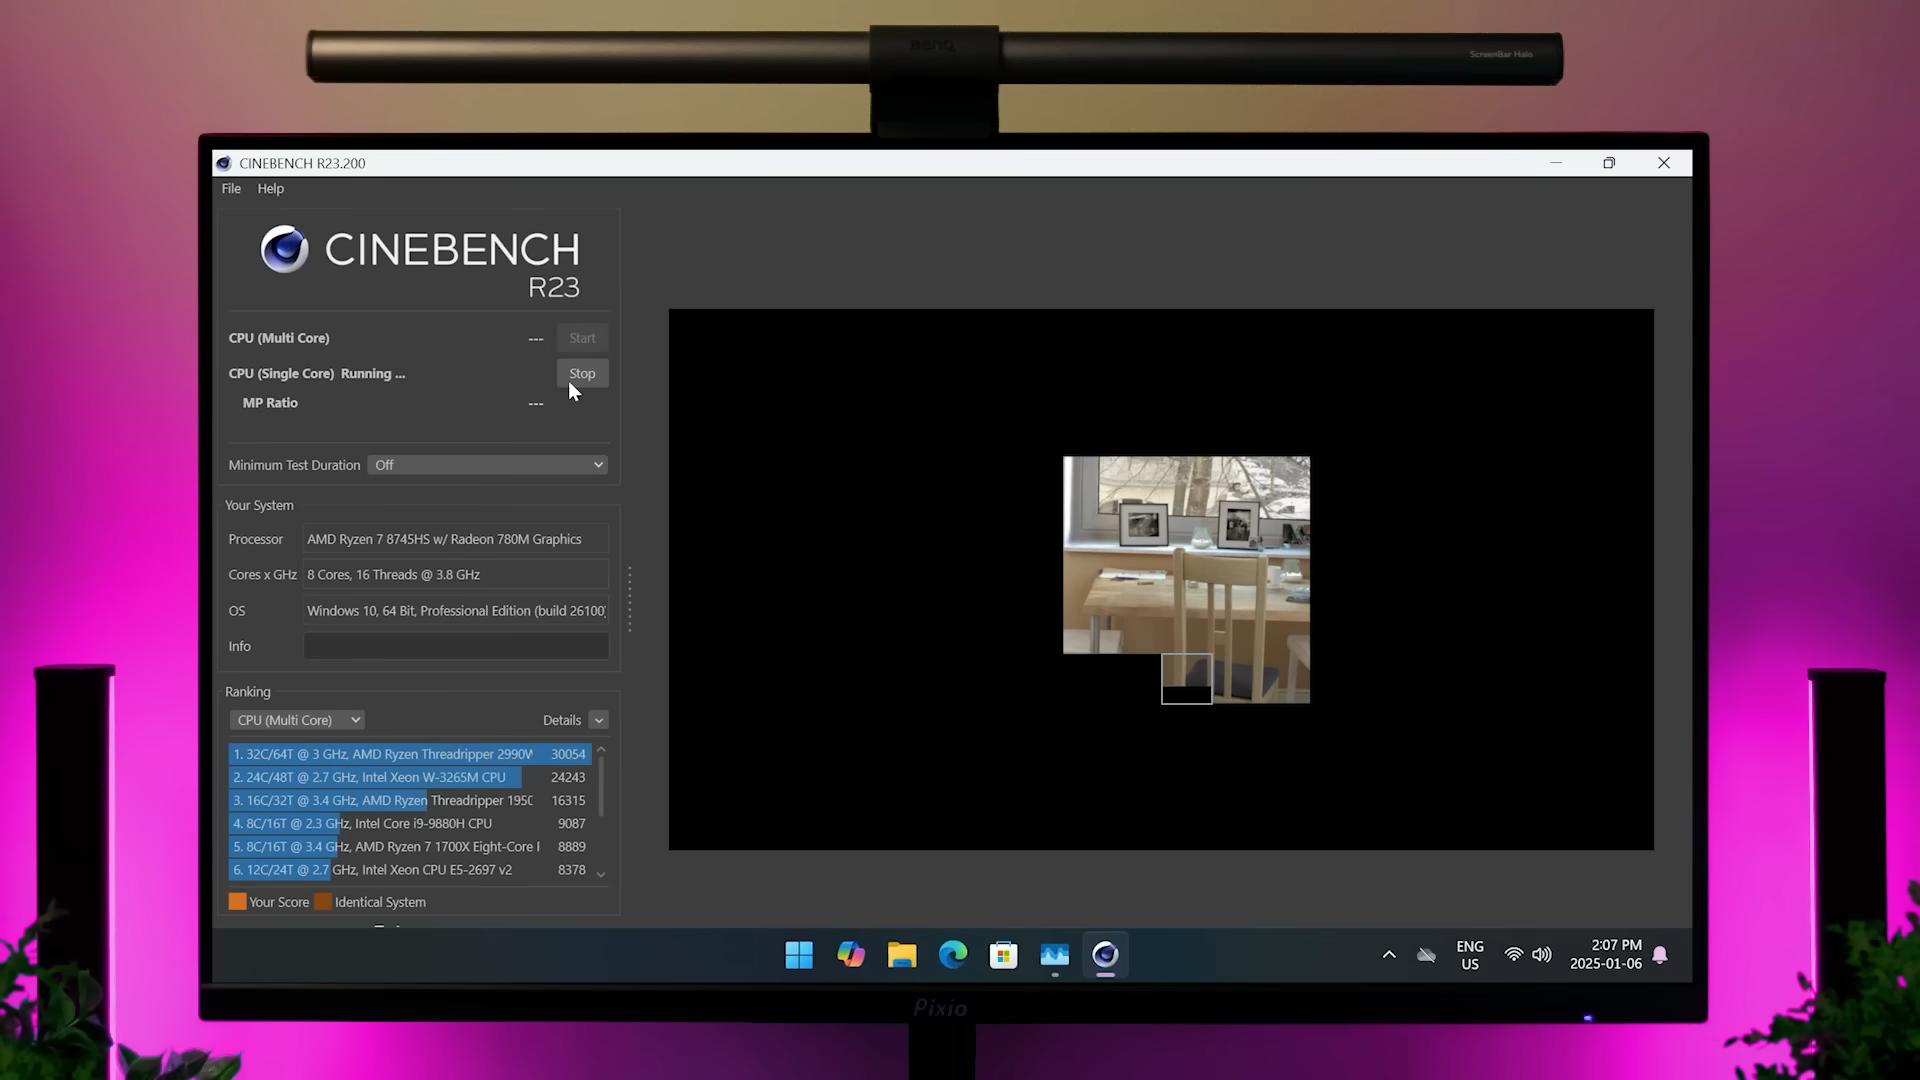 BenQ
ScreenBar Halo
CINEBENCH R23.200
File Help
CINEBENCH
R23
CPU (Multi Core) --- Start
CPU (Single Core) Running ... Stop
MP Ratio ---
Minimum Test Duration Off
Your System
Processor AMD Ryzen 7 8745HS w/ Radeon 780M Graphics
Cores x GHz 8 Cores, 16 Threads @ 3.8 GHz
OS Windows 10, 64 Bit, Professional Edition (build 26100)
Info
Ranking
CPU (Multi Core) Details
1. 32C/64T @ 3 GHz, AMD Ryzen Threadripper 2990W 30054
2. 24C/48T @ 2.7 GHz, Intel Xeon W-3265M CPU 24243
3. 16C/32T @ 3.4 GHz, AMD Ryzen Threadripper 195 16315
4. 8C/16T @ 2.3 GHz, Intel Core i9-9880H CPU 9087
5. 8C/16T @ 3.4 GHz, AMD Ryzen 7 1700X Eight-Core 8889
6. 12C/24T @ 2.7 GHz, Intel Xeon CPU E5-2697 v2 8378
Your Score Identical System
ENG
US
2:07 PM
2025-01-06
Pixio